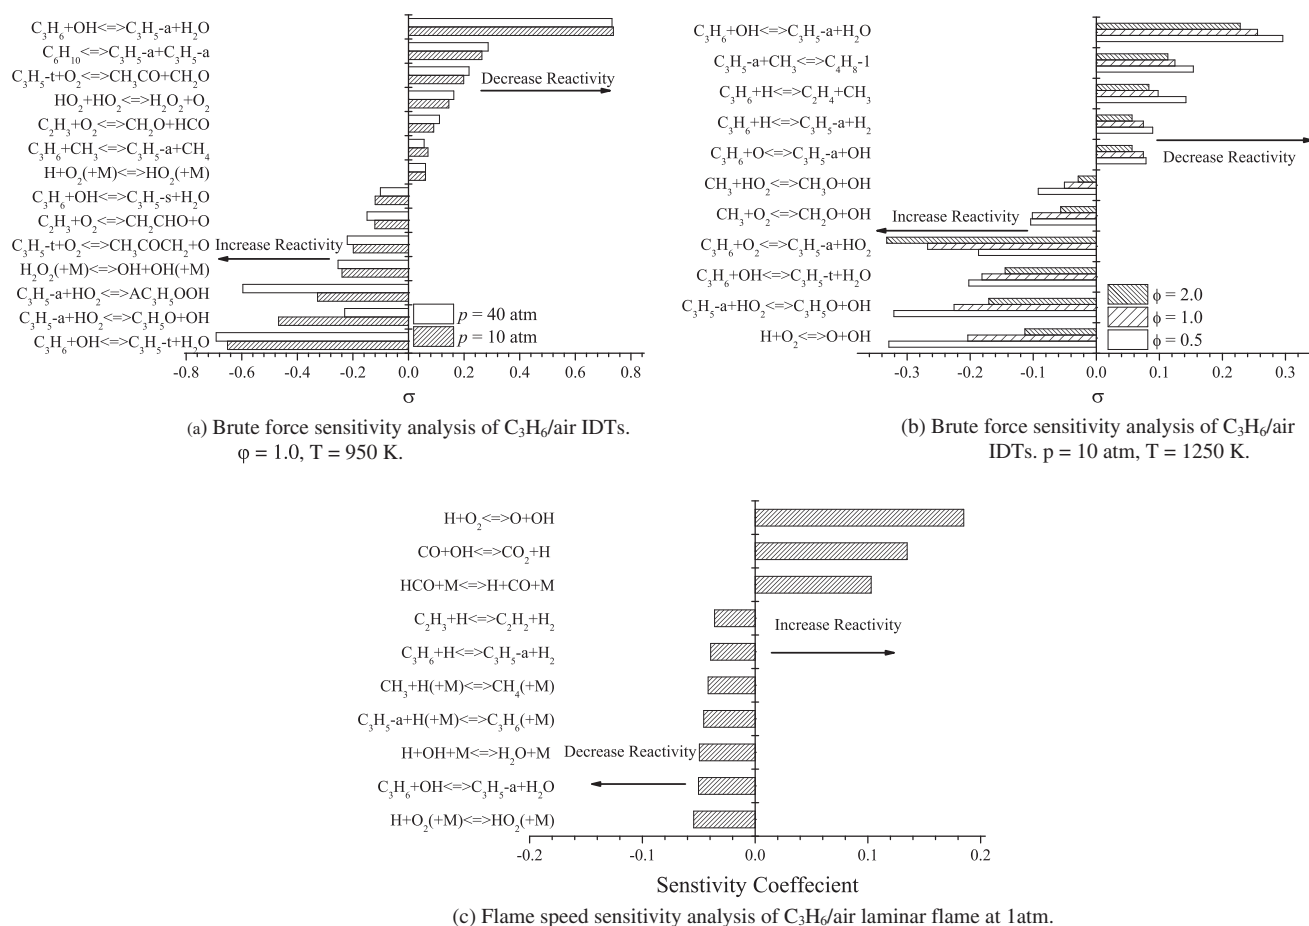 C₃H₆+OH<=>C₃H₅-a+H₂O
C₆H₁₀<=>C₃H₅-a+C₃H₅-a
C₃H₅-t+O₂<=>CH₃CO+CH₂O
HO₂+HO₂<=>H₂O₂+O₂
C₂H₃+O₂<=>CH₂O+HCO
C₃H₆+CH₃<=>C₃H₅-a+CH₄
H+O₂(+M)<=>HO₂(+M)
C₃H₆+OH<=>C₃H₅-s+H₂O
C₂H₃+O₂<=>CH₂CHO+O
C₃H₅-t+O₂<=>CH₃COCH₂+O
H₂O₂(+M)<=>OH+OH(+M)
C₃H₅-a+HO₂<=>AC₃H₅OOH
C₃H₅-a+HO₂<=>C₃H₅O+OH
C₃H₆+OH<=>C₃H₅-t+H₂O
Decrease Reactivity
Increase Reactivity
p = 40 atm
p = 10 atm
-0.8 -0.6 -0.4 -0.2 0.0 0.2 0.4 0.6 0.8
σ
(a) Brute force sensitivity analysis of C₃H₆/air IDTs.
φ = 1.0, T = 950 K.
C₃H₆+OH<=>C₃H₅-a+H₂O
C₃H₅-a+CH₃<=>C₄H₈-1
C₃H₆+H<=>C₂H₄+CH₃
C₃H₆+H<=>C₃H₅-a+H₂
C₃H₆+O<=>C₃H₅-a+OH
CH₃+HO₂<=>CH₃O+OH
CH₃+O₂<=>CH₂O+OH
C₃H₆+O₂<=>C₃H₅-a+HO₂
C₃H₆+OH<=>C₃H₅-t+H₂O
C₃H₅-a+HO₂<=>C₃H₅O+OH
H+O₂<=>O+OH
Decrease Reactivity
Increase Reactivity
ϕ = 2.0
ϕ = 1.0
ϕ = 0.5
-0.3 -0.2 -0.1 0.0 0.1 0.2 0.3
σ
(b) Brute force sensitivity analysis of C₃H₆/air
IDTs. p = 10 atm, T = 1250 K.
H+O₂<=>O+OH
CO+OH<=>CO₂+H
HCO+M<=>H+CO+M
C₂H₃+H<=>C₂H₂+H₂
C₃H₆+H<=>C₃H₅-a+H₂
CH₃+H(+M)<=>CH₄(+M)
C₃H₅-a+H(+M)<=>C₃H₆(+M)
H+OH+M<=>H₂O+M
C₃H₆+OH<=>C₃H₅-a+H₂O
H+O₂(+M)<=>HO₂(+M)
Increase Reactivity
Decrease Reactivity
-0.2 -0.1 0.0 0.1 0.2
Senstivity Coeffecient
(c) Flame speed sensitivity analysis of C₃H₆/air laminar flame at 1atm.